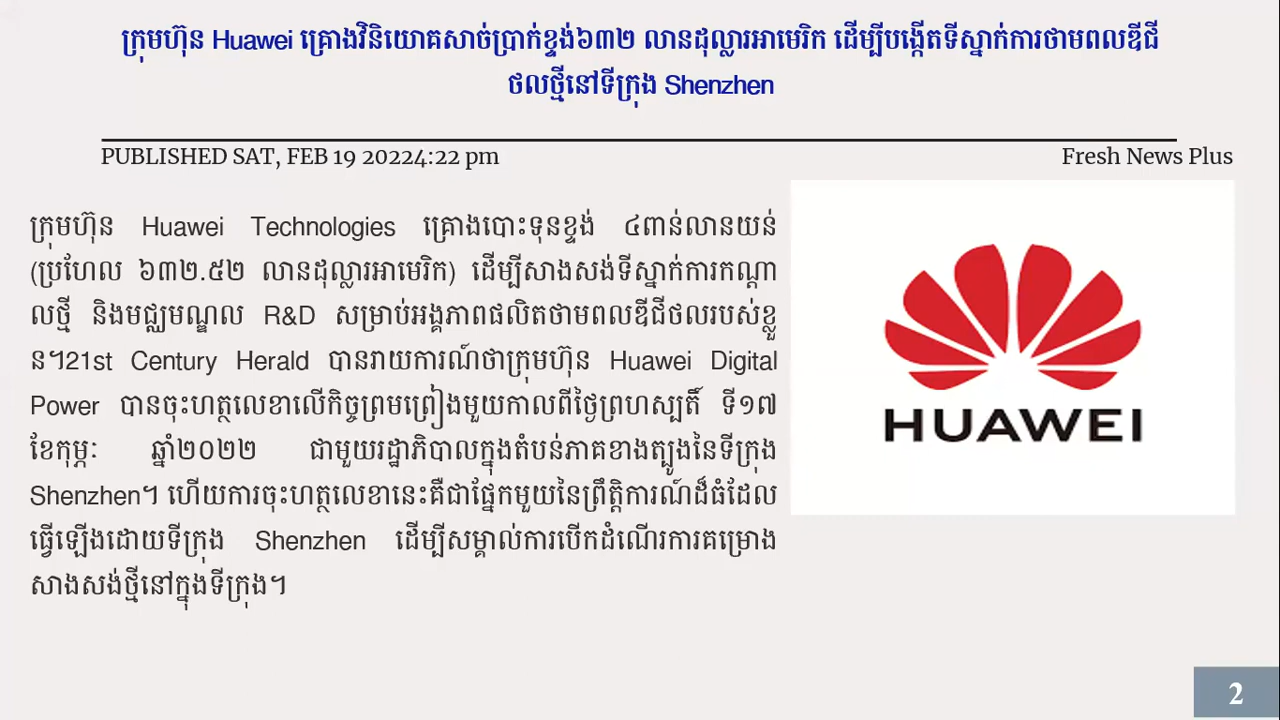 ក្រុមហ៊ុន Huawei គ្រោងវិនិយោគសាច់ប្រាក់ខ្ទង់៦៣២ លានដុល្លារអាមេរិក ដើម្បីបង្កើតទីស្នាក់ការថាមពលឌីជី
ថលថ្មីនៅទីក្រុង Shenzhen
PUBLISHED SAT, FEB 19 20224:22 pm
Fresh News Plus
ក្រុមហ៊ុន Huawei Technologies គ្រោងបោះទុនខ្ទង់ ៤ពាន់លានយន់
(ប្រហែល ៦៣២.៥២ លានដុល្លារអាមេរិក) ដើម្បីសាងសង់ទីស្នាក់ការកណ្តា
លថ្មី និងមជ្ឈមណ្ឌល R&D សម្រាប់អង្គភាពផលិតថាមពលឌីជីថលរបស់ខ្លួ
ន។21st Century Herald បានរាយការណ៍ថាក្រុមហ៊ុន Huawei Digital
Power បានចុះហត្ថលេខាលើកិច្ចព្រមព្រៀងមួយកាលពីថ្ងៃព្រហស្បតិ៍ ទី១៧
ខែកុម្ភៈ ឆ្នាំ២០២២ ជាមួយរដ្ឋាភិបាលក្នុងតំបន់ភាគខាងត្បូងនៃទីក្រុង
Shenzhen។ ហើយការចុះហត្ថលេខានេះគឺជាផ្នែកមួយនៃព្រឹត្តិការណ៍ដ៏ធំដែល
ធ្វើឡើងដោយទីក្រុង Shenzhen ដើម្បីសម្គាល់ការបើកដំណើរការគម្រោង
សាងសង់ថ្មីនៅក្នុងទីក្រុង។
HUAWEI
2